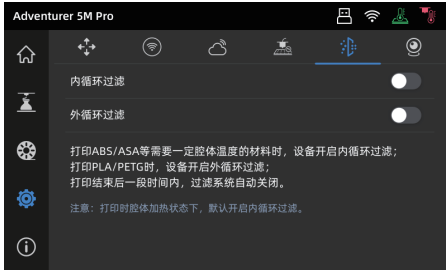 Adventurer 5M Pro
内循环过滤
外循环过滤
打印ABS/ASA等需要一定腔体温度的材料时，设备开启内循环过滤；
打印PLA/PETG时，设备开启外循环过滤；
打印结束后一段时间内，过滤系统自动关闭。
注意：打印时腔体加热状态下，默认开启内循环过滤。